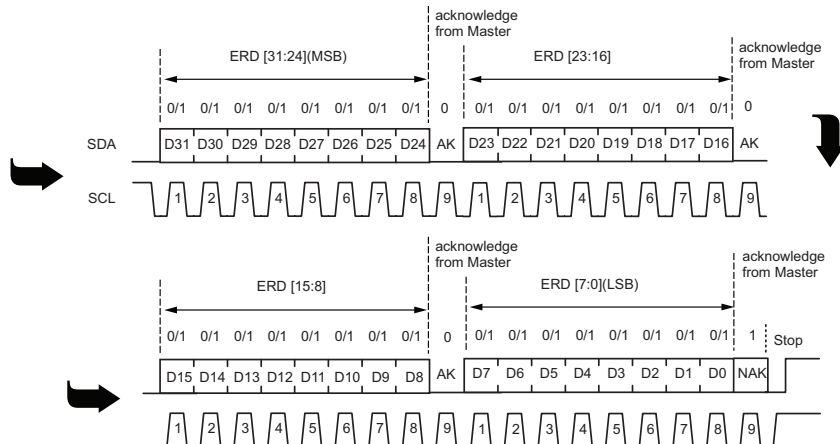 acknowledge
from Master
acknowledge
from Master
ERD [31:24](MSB)
ERD [23:16]
0/1 0/1 0/1 0/1 0/1 0/1 0/1 0/1 0 0/1 0/1 0/1 0/1 0/1 0/1 0/1 0/1 0
SDA D31 D30 D29 D28 D27 D26 D25 D24 AK D23 D22 D21 D20 D19 D18 D17 D16 AK
SCL 1 2 3 4 5 6 7 8 9 1 2 3 4 5 6 7 8 9
acknowledge
from Master
acknowledge
from Master
ERD [15:8]
ERD [7:0](LSB)
0/1 0/1 0/1 0/1 0/1 0/1 0/1 0/1 0 0/1 0/1 0/1 0/1 0/1 0/1 0/1 0/1 1 Stop
D15 D14 D13 D12 D11 D10 D9 D8 AK D7 D6 D5 D4 D3 D2 D1 D0 NAK
1 2 3 4 5 6 7 8 9 1 2 3 4 5 6 7 8 9